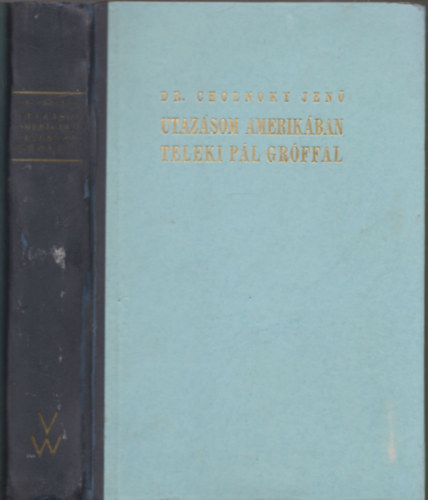 DR. CHOLNOKY JENŐ
UTAZÁSOM AMERIKÁBAN
TELEKI PÁL GRÓFFAL
V
W